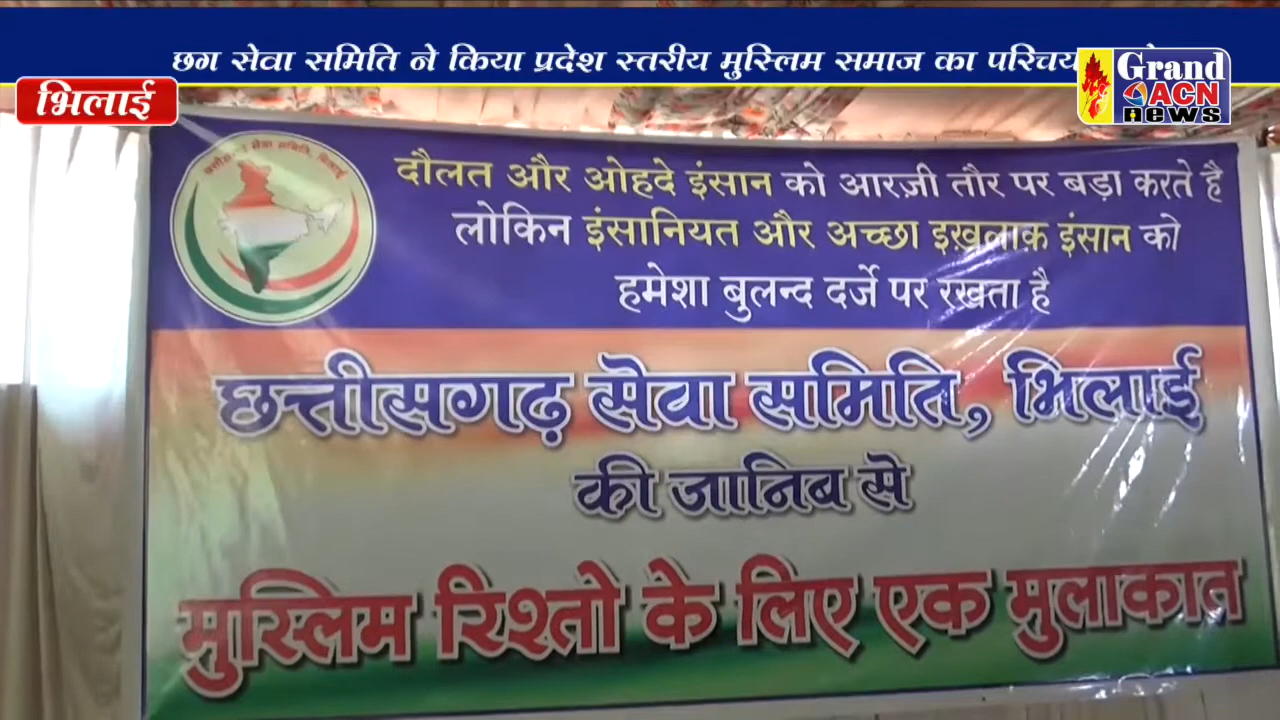 छग सेवा समिति ने किया प्रदेश स्तरीय मुस्लिम समाज का परिचय
Grand
ACN
news
भिलाई
दौलत और ओहदे इंसान को आरज़ी तौर पर बड़ा करते है
लोकिन इंसानियत और अच्छा इख़लाक़ इंसान को
हमेशा बुलन्द दर्जे पर रखता है
छत्तीसगढ़ सेवा समिति, भिलाई
की जानिब से
मुस्लिम रिश्तो के लिए एक मुलाकात